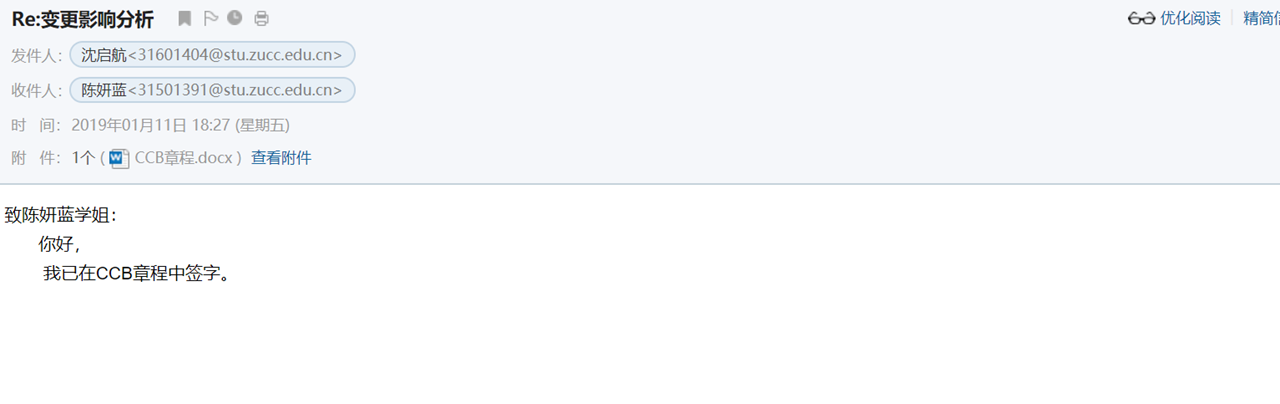 Re:变更影响分析
优化阅读 | 精简信
发件人：沈启航<31601404@stu.zucc.edu.cn>
收件人：陈妍蓝<31501391@stu.zucc.edu.cn>
时 间：2019年01月11日 18:27 (星期五)
附 件：1个 ( CCB章程.docx ) 查看附件
致陈妍蓝学姐：
你好，
我已在CCB章程中签字。